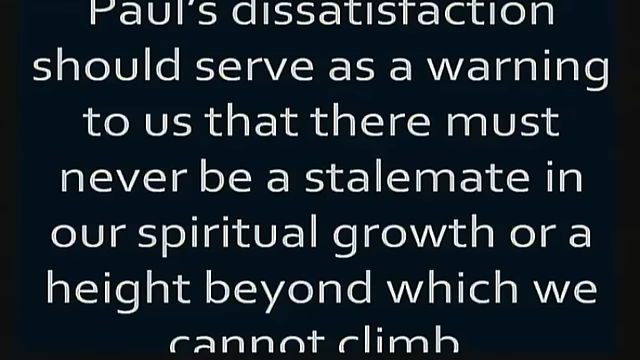 Paul's dissatisfaction
should serve as a warning
to us that there must
never be a stalemate in
our spiritual growth or a
height beyond which we
cannot climb